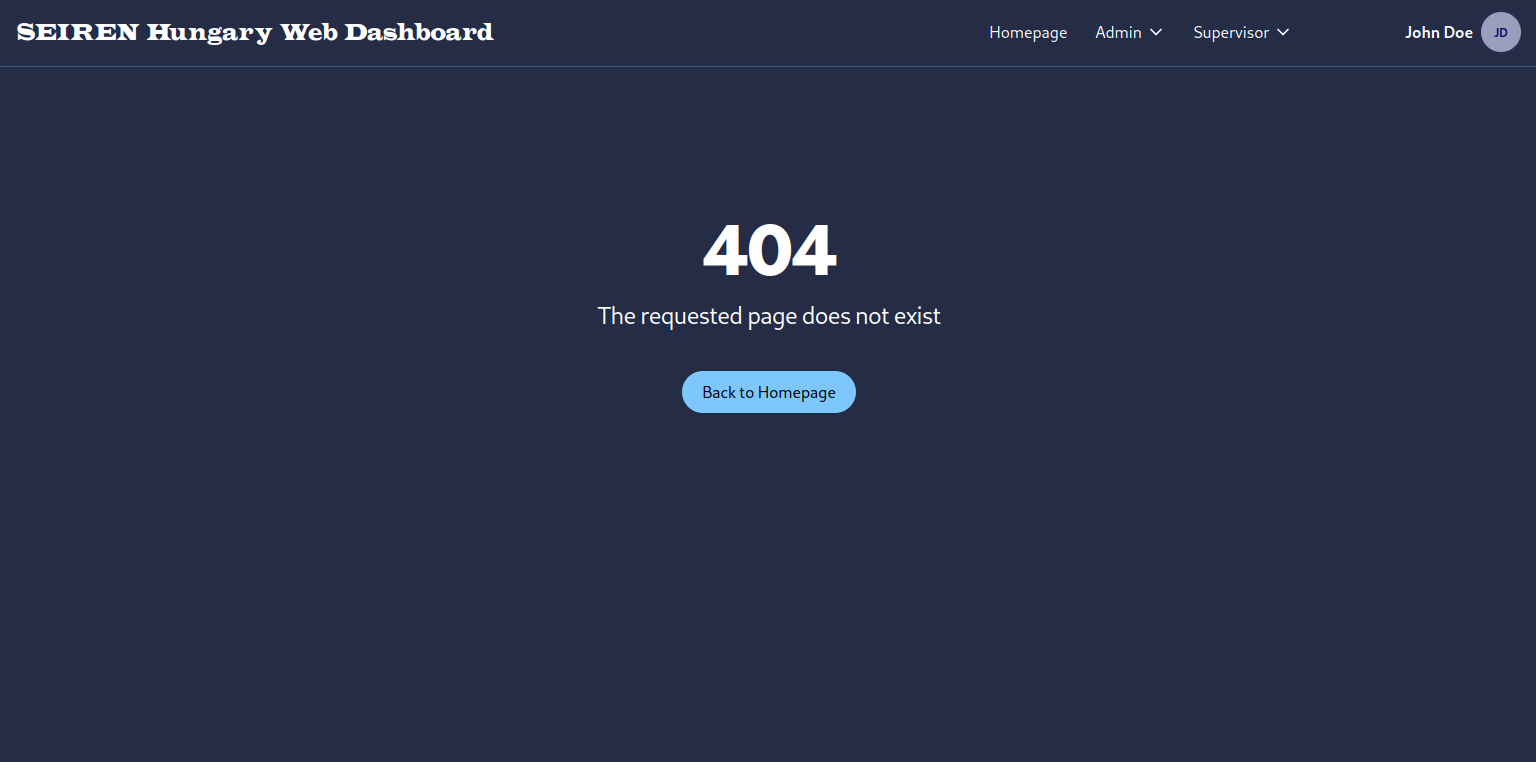 SEIREN Hungary Web Dashboard
Homepage
Admin
Supervisor
John Doe
JD
404
The requested page does not exist
Back to Homepage